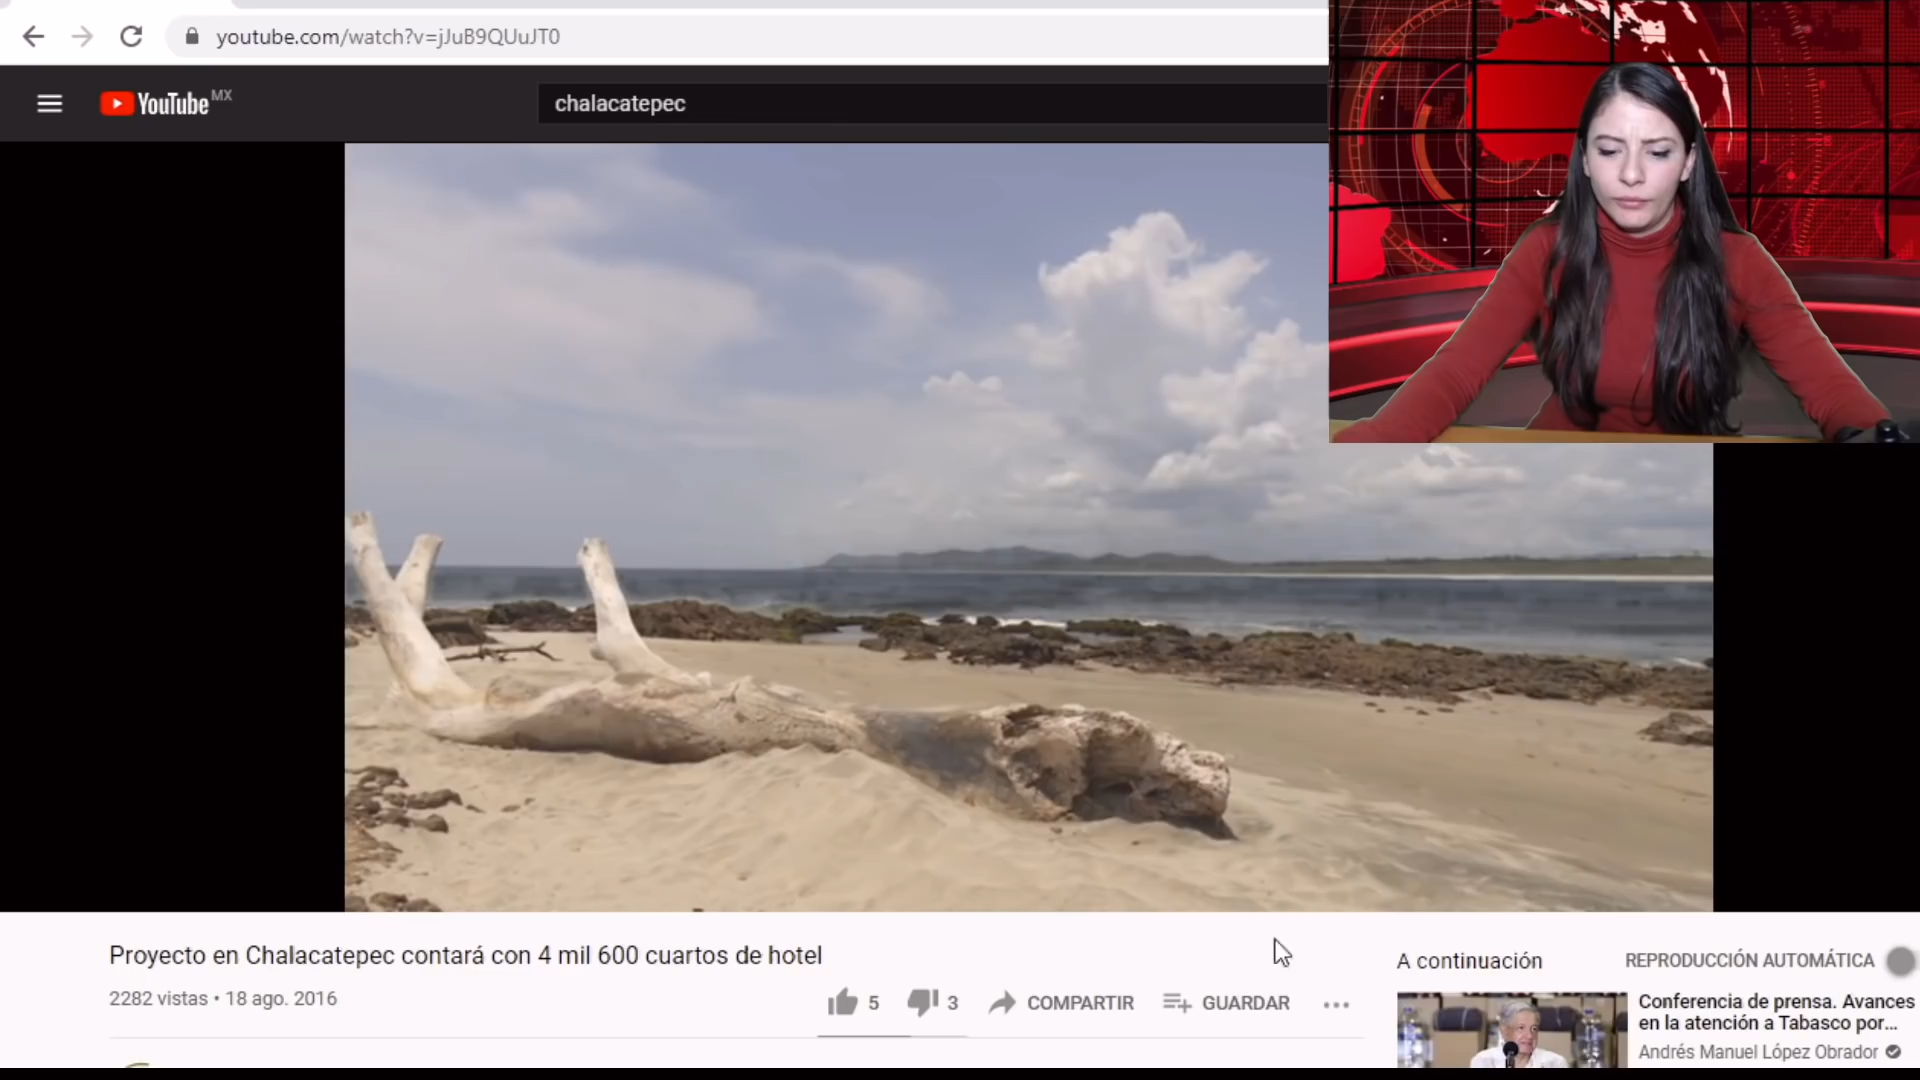 youtube.com/watch?v=jJuB9QUuJT0
YouTube MX
chalacatepec
Proyecto en Chalacatepec contará con 4 mil 600 cuartos de hotel
2282 vistas • 18 ago. 2016
5
3
COMPARTIR
GUARDAR
A continuación
REPRODUCCIÓN AUTOMÁTICA
Conferencia de prensa. Avances
en la atención a Tabasco por...
Andrés Manuel López Obrador